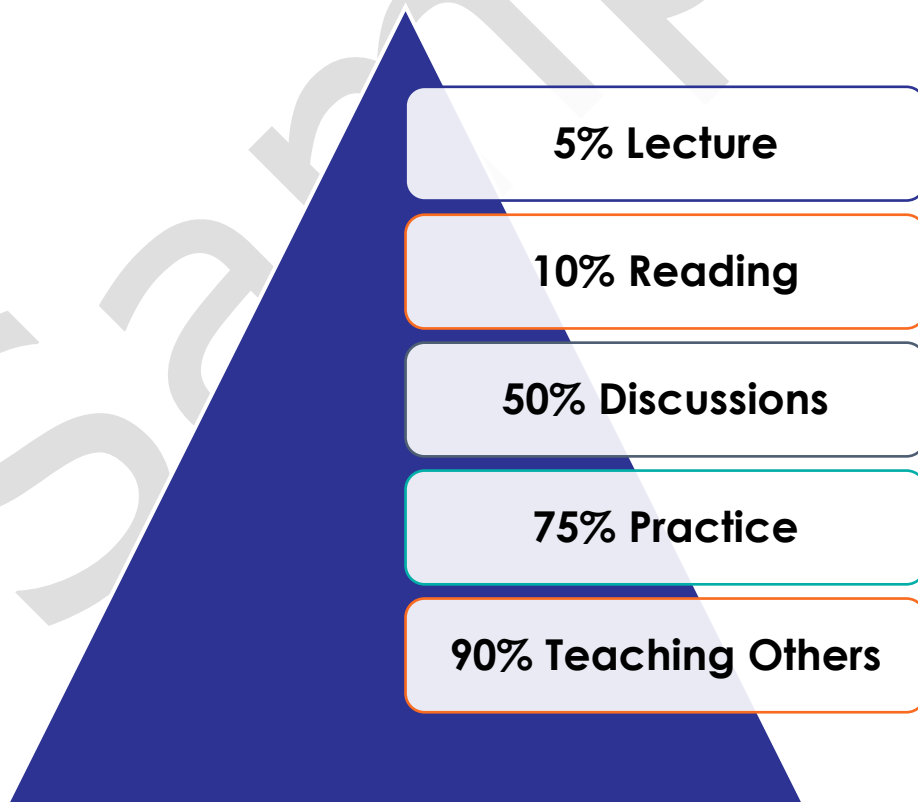 5% Lecture
10% Reading
50% Discussions
75% Practice
90% Teaching Others